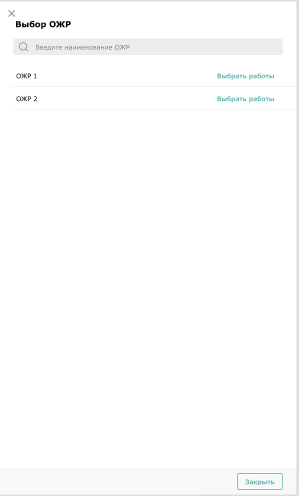 Выбор ОЖР
Введите наименование ОЖР
ОЖР 1 Выбрать работы
ОЖР 2 Выбрать работы
Закрыть